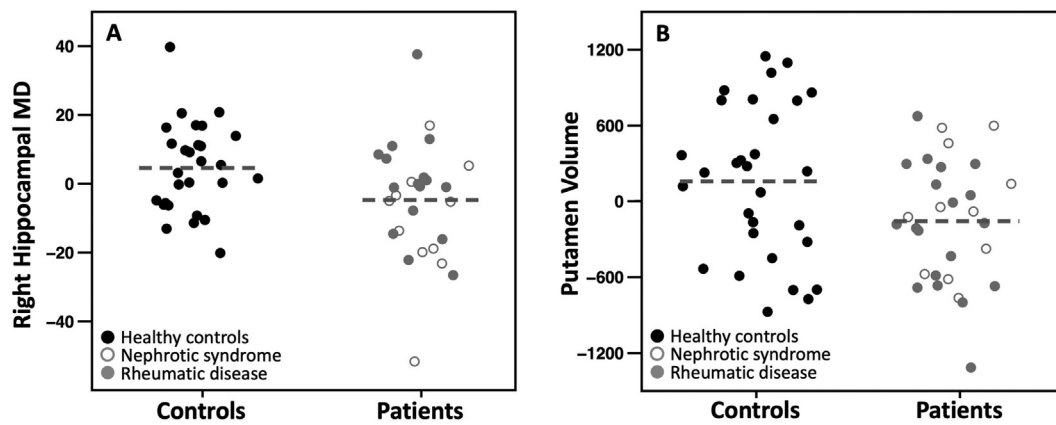 A
Right Hippocampal MD
40
20
0
−20
−40
Healthy controls
Nephrotic syndrome
Rheumatic disease
Controls
Patients
B
Putamen Volume
1200
600
0
−600
−1200
Healthy controls
Nephrotic syndrome
Rheumatic disease
Controls
Patients